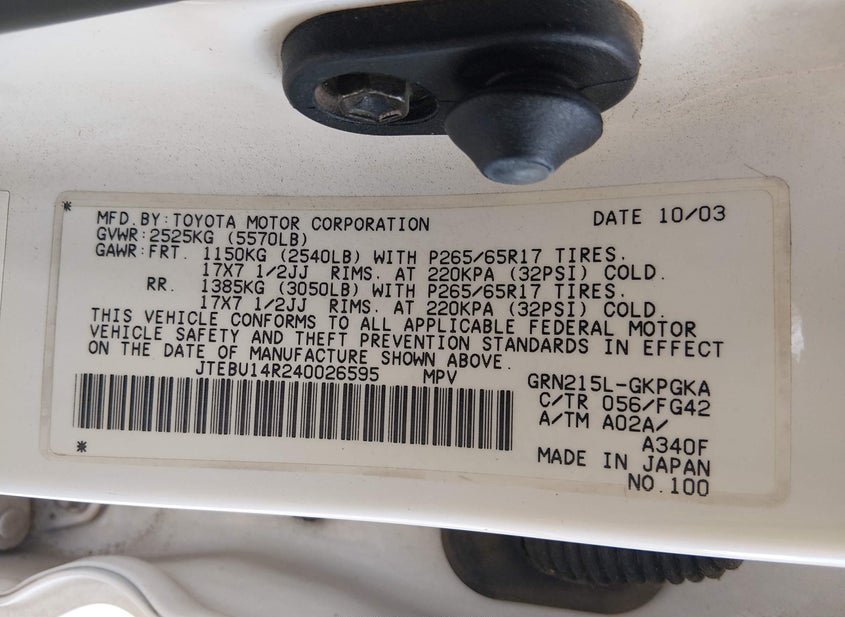 * MFD. BY: TOYOTA MOTOR CORPORATION DATE 10/03
GVWR: 2525KG (5570LB)
GAWR: FRT. 1150KG (2540LB) WITH P265/65R17 TIRES.
17X7 1/2JJ RIMS. AT 220KPA (32PSI) COLD.
RR. 1385KG (3050LB) WITH P265/65R17 TIRES.
17X7 1/2JJ RIMS. AT 220KPA (32PSI) COLD.
THIS VEHICLE CONFORMS TO ALL APPLICABLE FEDERAL MOTOR
VEHICLE SAFETY AND THEFT PREVENTION STANDARDS IN EFFECT
ON THE DATE OF MANUFACTURE SHOWN ABOVE.
JTEBU14R240026595 MPV GRN215L-GKPGKA
C/TR 056/FG42
A/TM A02A/
A340F
* MADE IN JAPAN
NO.100